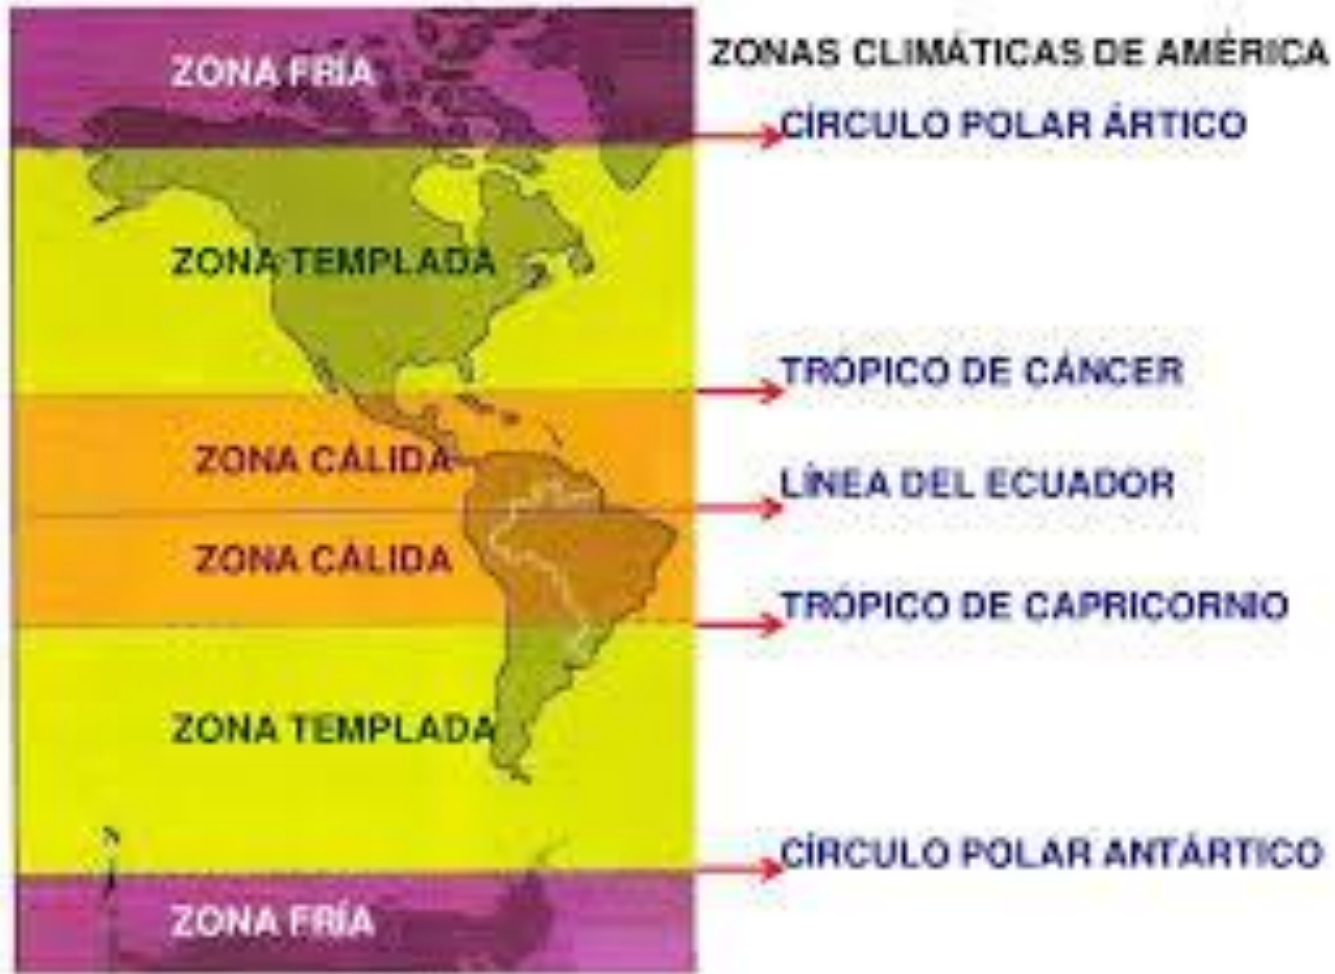 ZONAS CLIMÁTICAS DE AMÉRICA
ZONA FRÍA
CÍRCULO POLAR ÁRTICO
ZONA TEMPLADA
TRÓPICO DE CÁNCER
ZONA CÁLIDA
LÍNEA DEL ECUADOR
ZONA CÁLIDA
TRÓPICO DE CAPRICORNIO
ZONA TEMPLADA
N
CÍRCULO POLAR ANTÁRTICO
ZONA FRÍA